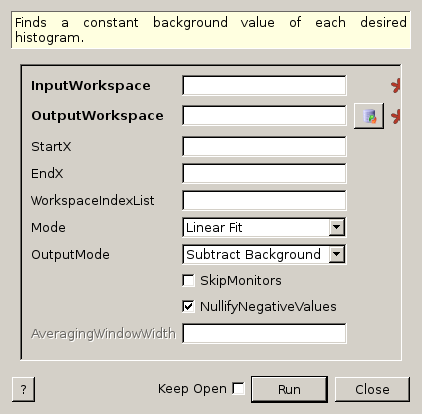 Finds a constant background value of each desired
histogram.
InputWorkspace
OutputWorkspace
StartX
EndX
WorkspaceIndexList
Mode Linear Fit
OutputMode Subtract Background
SkipMonitors
NullifyNegativeValues
AveragingWindowWidth
? Keep Open Run Close